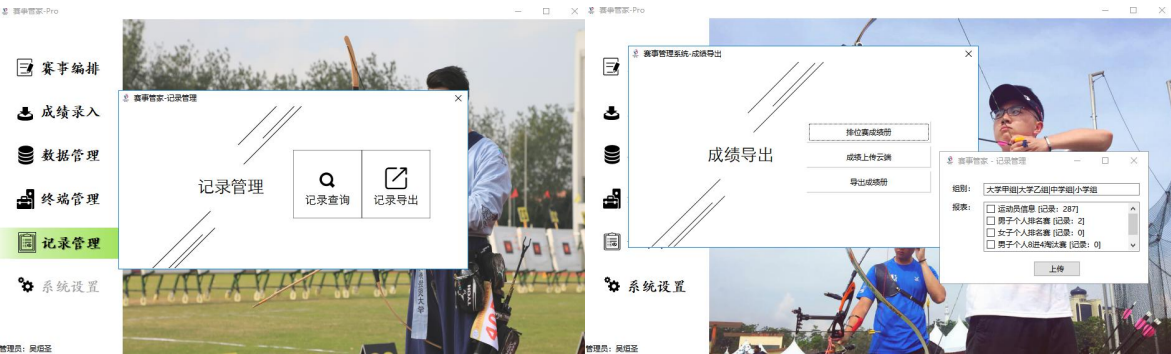 赛事管家-Pro
赛事编排
成绩录入
数据管理
终端管理
记录管理
系统设置
管理员：吴烜圣
赛事管家-记录管理
记录管理
记录查询
记录导出
赛事管家-Pro
赛事管理系统-成绩导出
成绩导出
排位赛成绩册
成绩上传云端
导出成绩册
系统设置
管理员：吴烜圣
赛事管家 - 记录管理
组别：
大学甲组|大学乙组|中学组|小学组
报表：
运动员信息 [记录：287]
男子个人排名赛 [记录：2]
女子个人排名赛 [记录：0]
男子个人8进4淘汰赛 [记录：0]
上传